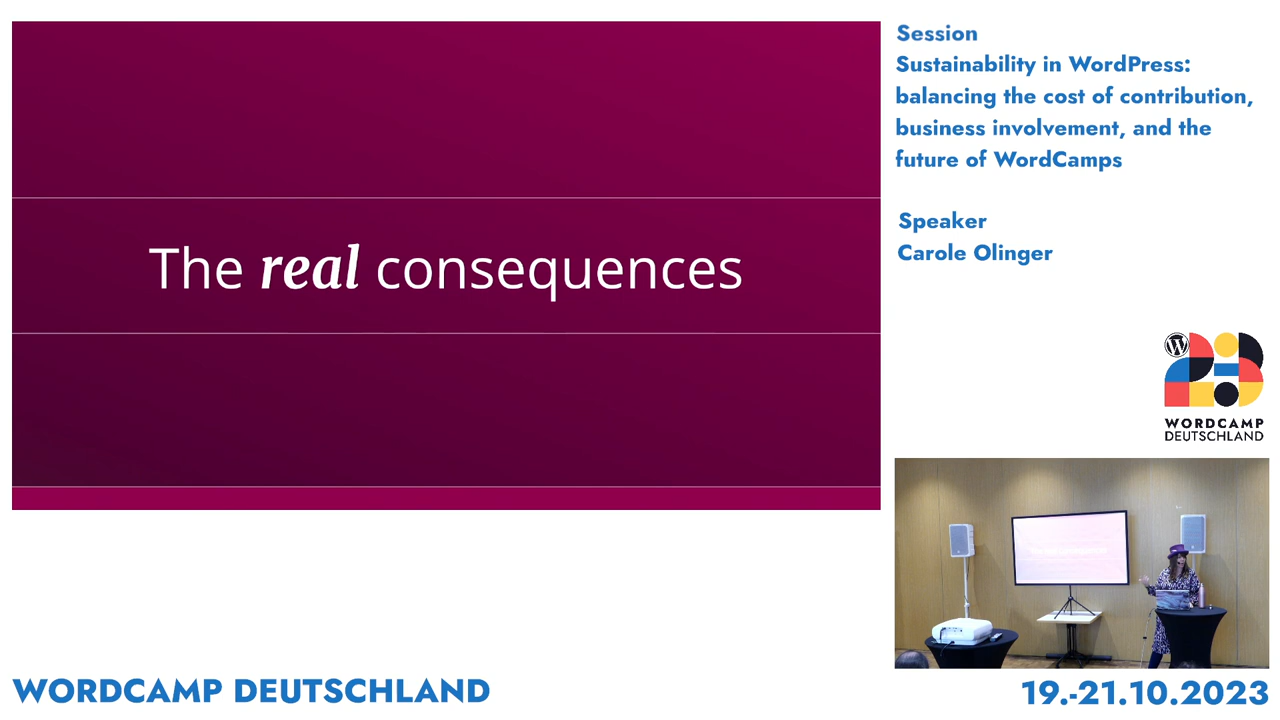 The real consequences
Session
Sustainability in WordPress:
balancing the cost of contribution,
business involvement, and the
future of WordCamps
Speaker
Carole Olinger
W
WORDCAMP
DEUTSCHLAND
WORDCAMP DEUTSCHLAND
19.-21.10.2023